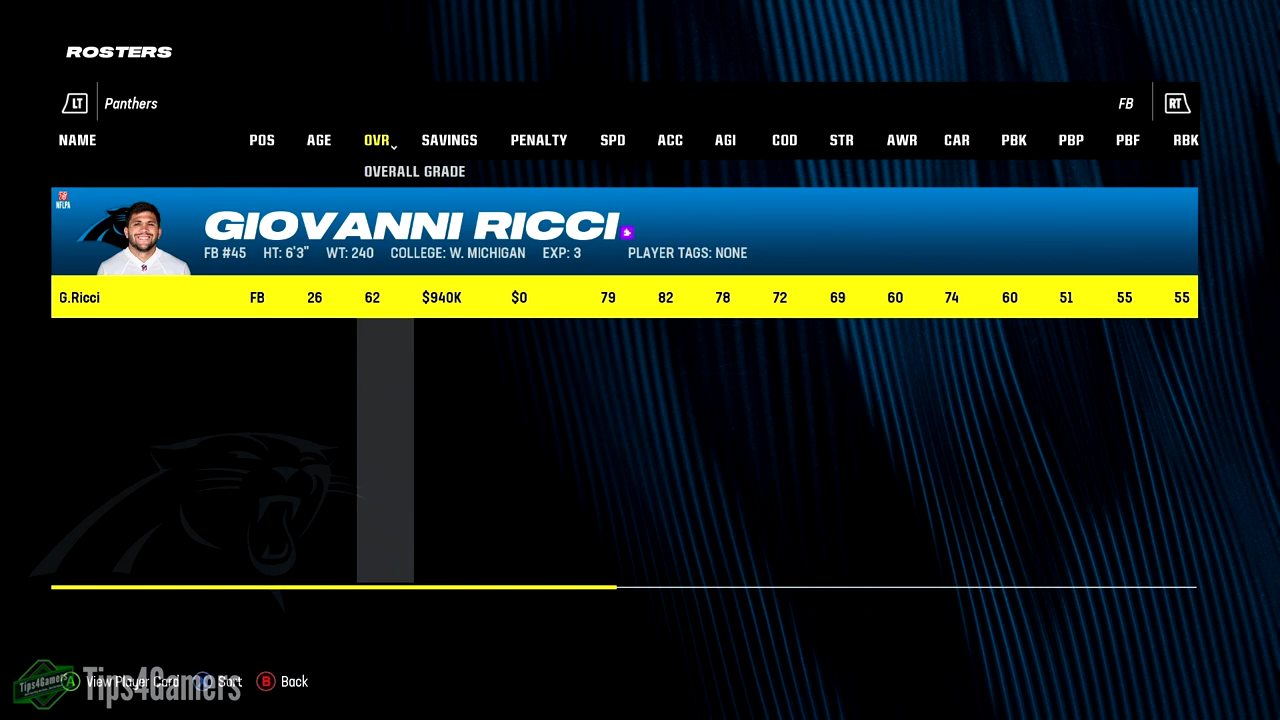 ROSTERS
LT Panthers FB RT
NAME POS AGE OVR SAVINGS PENALTY SPD ACC AGI COD STR AWR CAR PBK PBP PBF RBK
OVERALL GRADE
NFLPA
GIOVANNI RICCI
FB #45 HT: 6'3" WT: 240 COLLEGE: W. MICHIGAN EXP: 3 PLAYER TAGS: NONE
G.Ricci FB 26 62 $940K $0 79 82 78 72 69 60 74 60 51 55 55
A View Player Card Sort B Back
Tips4Gamers
Tips4Gamers